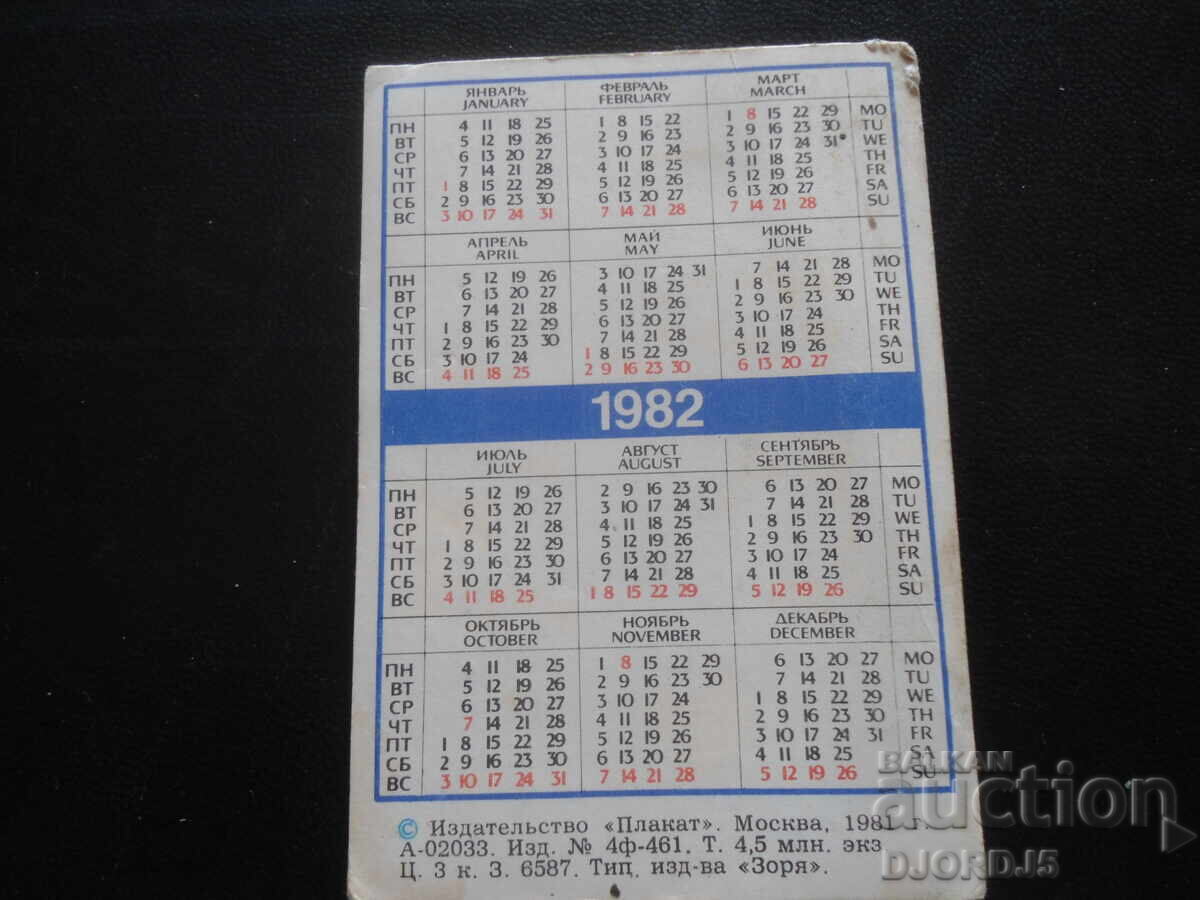 ЯНВАРЬ ФЕВРАЛЬ МАРТ
JANUARY FEBRUARY MARCH
ПН 4 11 18 25 1 8 15 22 1 8 15 22 29 MO
ВТ 5 12 19 26 2 9 16 23 2 9 16 23 30 TU
СР 6 13 20 27 3 10 17 24 3 10 17 24 31 WE
ЧТ 7 14 21 28 4 11 18 25 4 11 18 25 TH
ПТ 1 8 15 22 29 5 12 19 26 5 12 19 26 FR
СБ 2 9 16 23 30 6 13 20 27 6 13 20 27 SA
ВС 3 10 17 24 31 7 14 21 28 7 14 21 28 SU
АПРЕЛЬ МАЙ ИЮНЬ
APRIL MAY JUNE
ПН 5 12 19 26 3 10 17 24 31 7 14 21 28 MO
ВТ 6 13 20 27 4 11 18 25 1 8 15 22 29 TU
СР 7 14 21 28 5 12 19 26 2 9 16 23 30 WE
ЧТ 1 8 15 22 29 6 13 20 27 3 10 17 24 TH
ПТ 2 9 16 23 30 7 14 21 28 4 11 18 25 FR
СБ 3 10 17 24 1 8 15 22 29 5 12 19 26 SA
ВС 4 11 18 25 2 9 16 23 30 6 13 20 27 SU
1982
ИЮЛЬ АВГУСТ СЕНТЯБРЬ
JULY AUGUST SEPTEMBER
ПН 5 12 19 26 2 9 16 23 30 6 13 20 27 MO
ВТ 6 13 20 27 3 10 17 24 31 7 14 21 28 TU
СР 7 14 21 28 4 11 18 25 1 8 15 22 29 WE
ЧТ 1 8 15 22 29 5 12 19 26 2 9 16 23 30 TH
ПТ 2 9 16 23 30 6 13 20 27 3 10 17 24 FR
СБ 3 10 17 24 31 7 14 21 28 4 11 18 25 SA
ВС 4 11 18 25 1 8 15 22 29 5 12 19 26 SU
ОКТЯБРЬ НОЯБРЬ ДЕКАБРЬ
OCTOBER NOVEMBER DECEMBER
ПН 4 11 18 25 1 8 15 22 29 6 13 20 27 MO
ВТ 5 12 19 26 2 9 16 23 30 7 14 21 28 TU
СР 6 13 20 27 3 10 17 24 1 8 15 22 29 WE
ЧТ 7 14 21 28 4 11 18 25 2 9 16 23 30 TH
ПТ 1 8 15 22 29 5 12 19 26 3 10 17 24 31 FR
СБ 2 9 16 23 30 6 13 20 27 4 11 18 25 SA
ВС 3 10 17 24 31 7 14 21 28 5 12 19 26 SU
© Издательство «Плакат». Москва, 1981 г.
А-02033. Изд. № 4ф-461. Т. 4,5 млн. экз
Ц. 3 к. З. 6587. Тип. изд-ва «Зоря».
BALKAN
auction
DJORDJ5